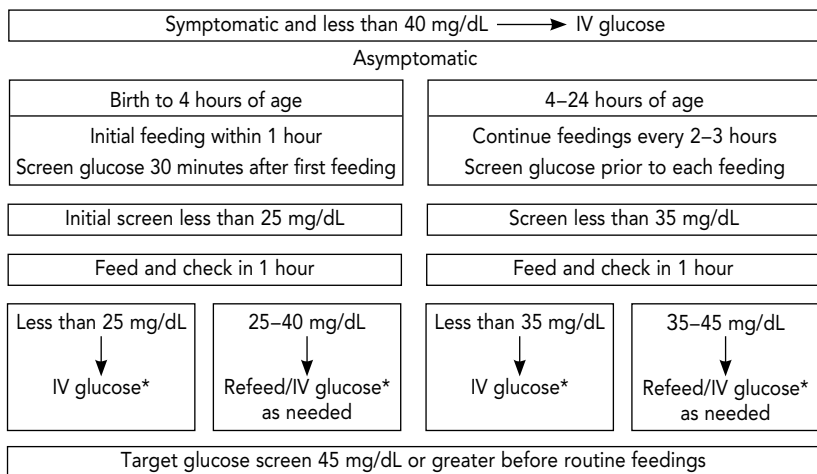 Symptomatic and less than 40 mg/dL → IV glucose
Asymptomatic
Birth to 4 hours of age
Initial feeding within 1 hour
Screen glucose 30 minutes after first feeding
Initial screen less than 25 mg/dL
Feed and check in 1 hour
Less than 25 mg/dL
IV glucose*
25–40 mg/dL
Refeed/IV glucose*
as needed
4–24 hours of age
Continue feedings every 2–3 hours
Screen glucose prior to each feeding
Screen less than 35 mg/dL
Feed and check in 1 hour
Less than 35 mg/dL
IV glucose*
35–45 mg/dL
Refeed/IV glucose*
as needed
Target glucose screen 45 mg/dL or greater before routine feedings